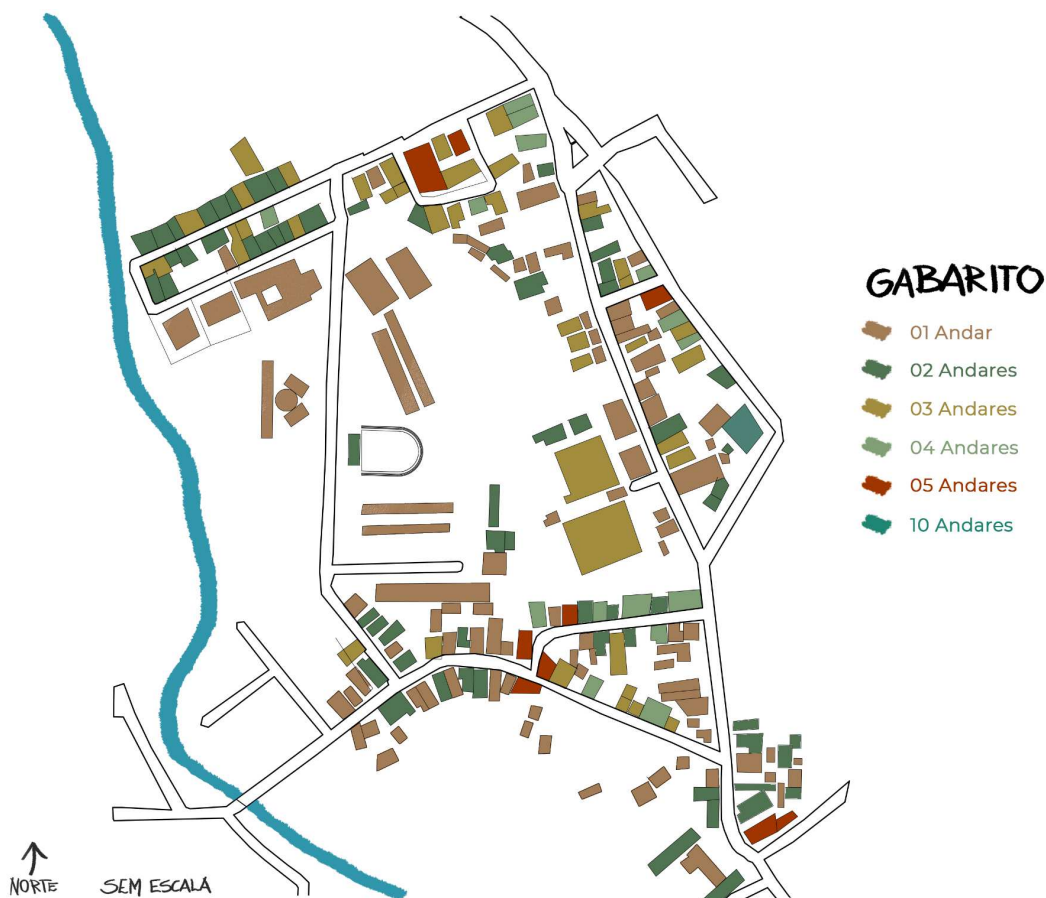 GABARITO
01 Andar
02 Andares
03 Andares
04 Andares
05 Andares
10 Andares
NORTE
SEM ESCALA